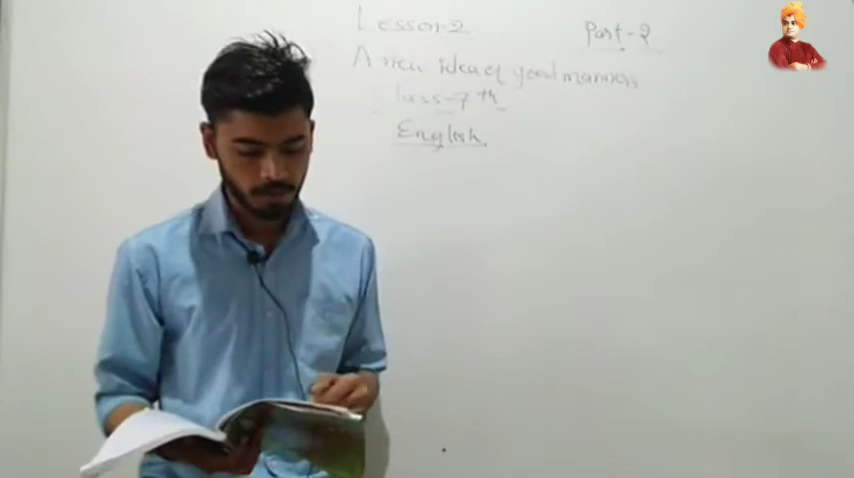 Lesson-2
Part-2
A new idea of good manners
Class-7th
English